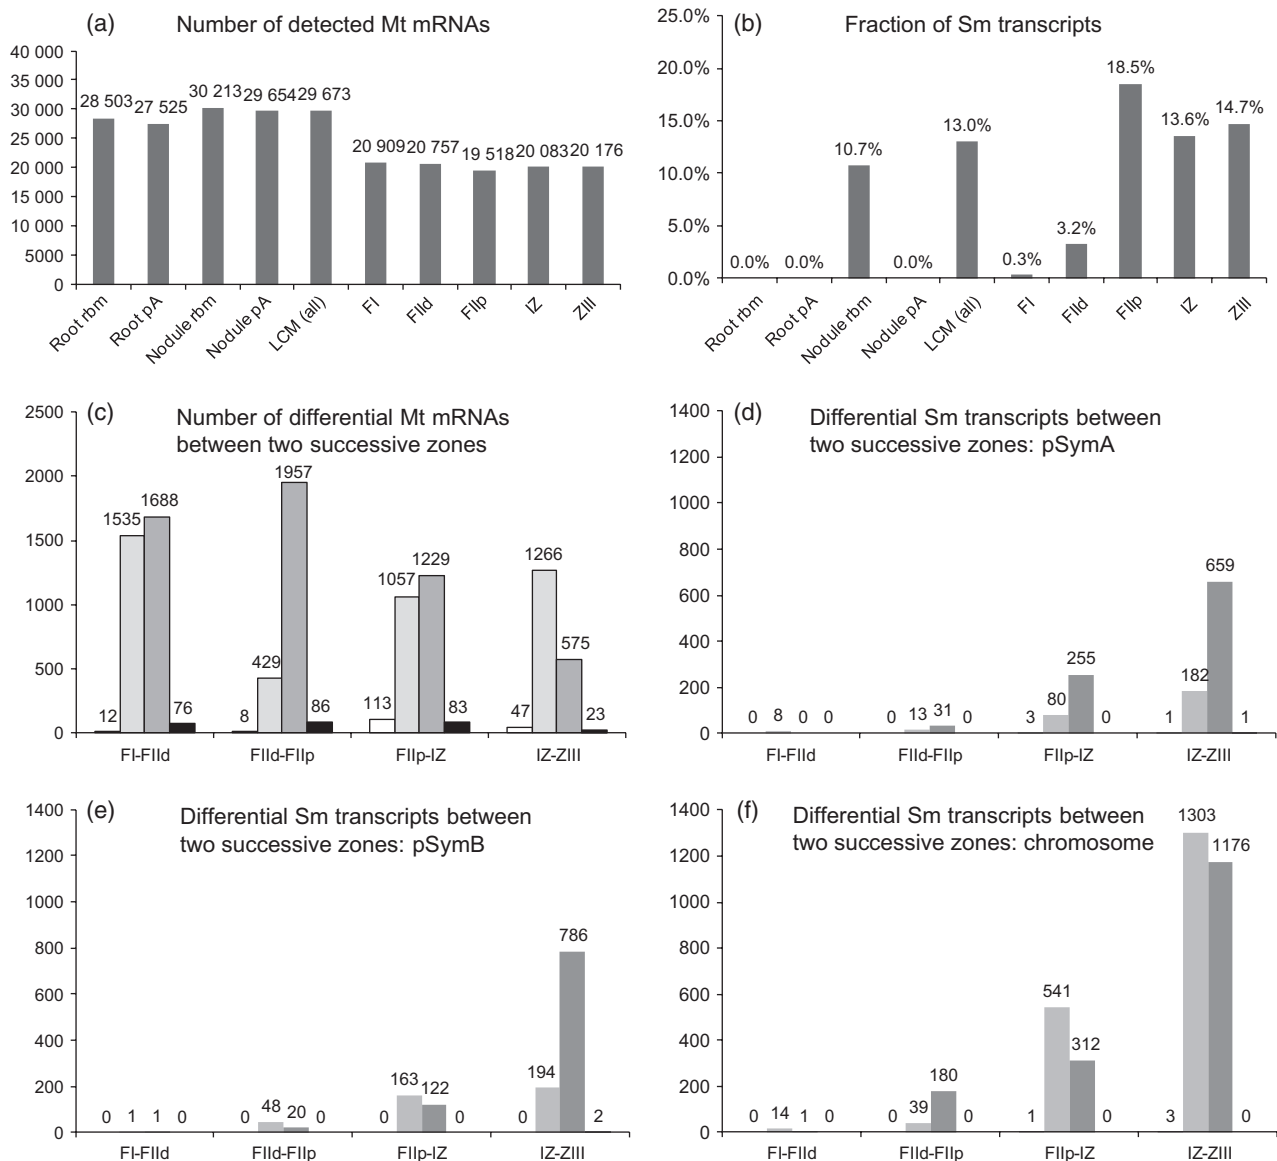 (a) Number of detected Mt mRNAs
40 000
35 000
30 000
25 000
20 000
15 000
10 000
5000
0
28 503 27 525 30 213 29 654 29 673 20 909 20 757 19 518 20 083 20 176
Root rbm Root pA Nodule rbm Nodule pA LCM (all) FI FIId FIIp IZ ZIII
(b) Fraction of Sm transcripts
25.0%
20.0%
15.0%
10.0%
5.0%
0.0%
0.0% 0.0% 10.7% 0.0% 13.0% 0.3% 3.2% 18.5% 13.6% 14.7%
Root rbm Root pA Nodule rbm Nodule pA LCM (all) FI FIId FIIp IZ ZIII
(c) Number of differential Mt mRNAs
between two successive zones
2500
2000
1500
1000
500
0
12 1535 1688 76 8 429 1957 86 113 1057 1229 83 47 1266 575 23
FI-FIId FIId-FIIp FIIp-IZ IZ-ZIII
(d) Differential Sm transcripts between
two successive zones: pSymA
1400
1200
1000
800
600
400
200
0
0 8 0 0 0 13 31 0 3 80 255 0 1 182 659 1
FI-FIId FIId-FIIp FIIp-IZ IZ-ZIII
(e) Differential Sm transcripts between
two successive zones: pSymB
1400
1200
1000
800
600
400
200
0
0 1 1 0 0 48 20 0 0 163 122 0 0 194 786 2
FI-FIId FIId-FIIp FIIp-IZ IZ-ZIII
(f) Differential Sm transcripts between
two successive zones: chromosome
1400
1200
1000
800
600
400
200
0
0 14 1 0 0 39 180 0 1 541 312 0 3 1303 1176 0
FI-FIId FIId-FIIp FIIp-IZ IZ-ZIII